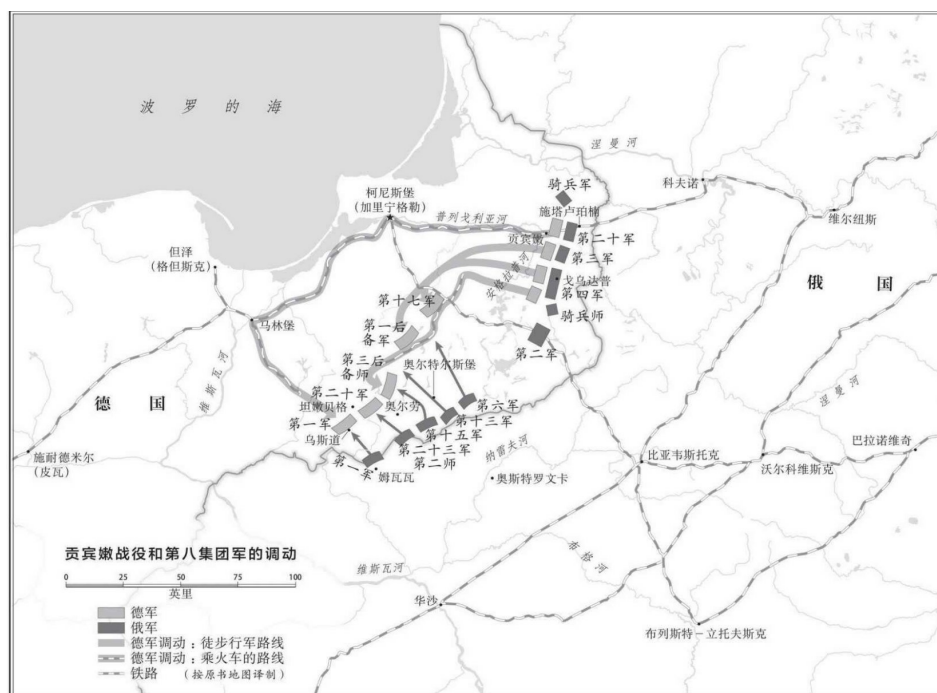 波罗的海
涅曼河
科夫诺
维尔纽斯
骑兵军
柯尼斯堡
(加里宁格勒)
施塔卢珀楠
普列戈利亚河
贡宾嫩
第二十军
第三军
但泽
(格但斯克)
安格拉普河
戈乌达普
第四军
俄国
第十七军
骑兵师
马林堡
第一后
备军
第二军
第三后
备师
奥尔特尔斯堡
维斯瓦河
涅曼河
德国
第二十军
坦嫩贝格
奥尔劳
第六军
第十三军
第一军
乌斯道
第十五军
第二十三军
第二师
纳雷夫河
巴拉诺维奇
施耐德米尔
(皮瓦)
第一军
姆瓦瓦
比亚韦斯托克
沃尔科维斯克
奥斯特罗文卡
贡宾嫩战役和第八集团军的调动
0 25 50 75 100
英里
维斯瓦河
布格河
德军
俄军
华沙
德军调动：徒步行军路线
德军调动：乘火车的路线
铁路 (按原书地图译制)
布列斯特-立托夫斯克